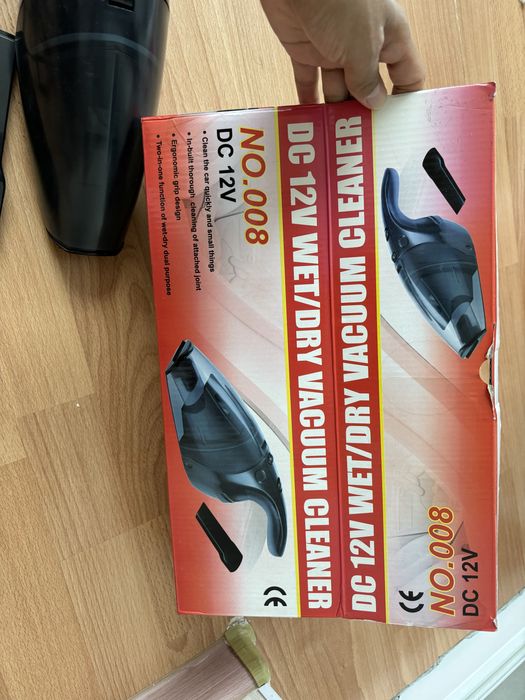 NO.008
DC 12V
• Clean the car quickly and small things
• In-built thorough cleaning of attached joint
• Ergonomic grip design
• Two-in-one function of wet-dry dual purpose
DC 12V WET/DRY VACUUM CLEANER
CE
DC 12V WET/DRY VACUUM CLEANER
NO.008
DC 12V
CE